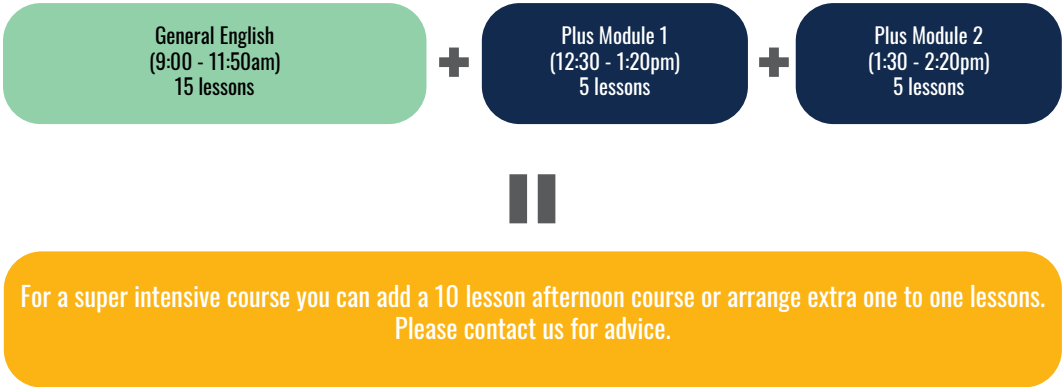 General English
(9:00 - 11:50am)
15 lessons
+
Plus Module 1
(12:30 - 1:20pm)
5 lessons
+
Plus Module 2
(1:30 - 2:20pm)
5 lessons
For a super intensive course you can add a 10 lesson afternoon course or arrange extra one to one lessons.
Please contact us for advice.